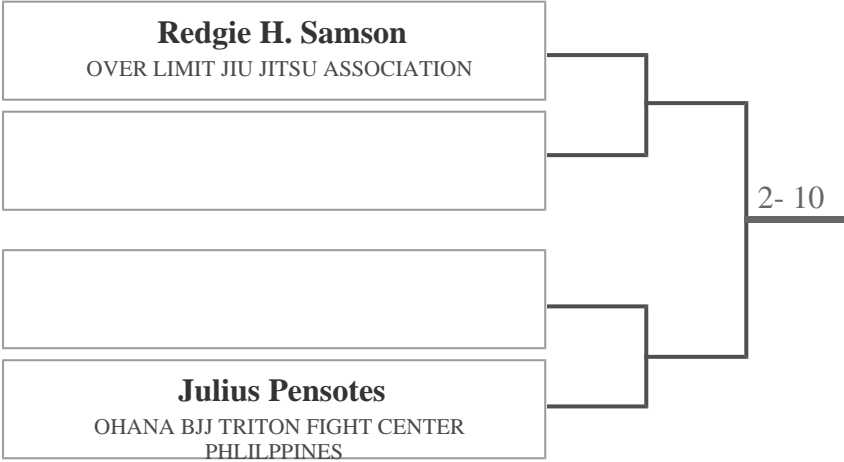 Redgie H. Samson
OVER LIMIT JIU JITSU ASSOCIATION
2- 10
Julius Pensotes
OHANA BJJ TRITON FIGHT CENTER
PHLILPPINES